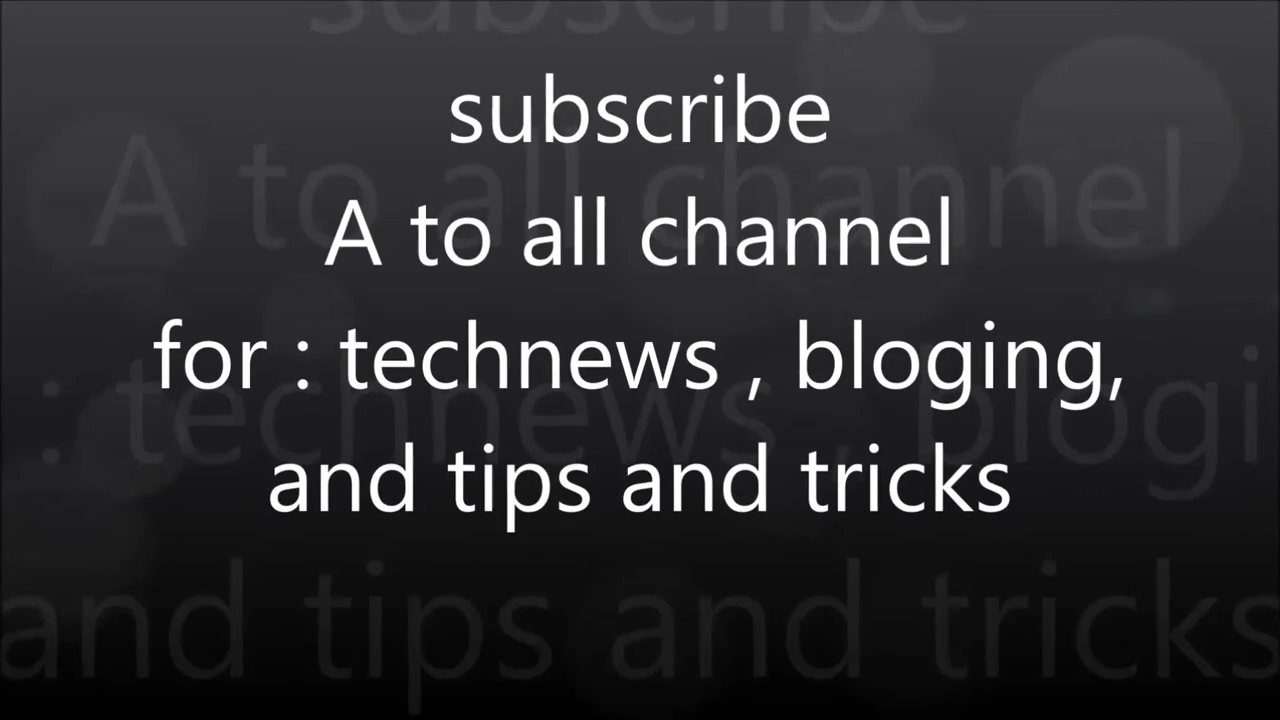 subscribe
A to all channel
for : technews , bloging,
and tips and tricks